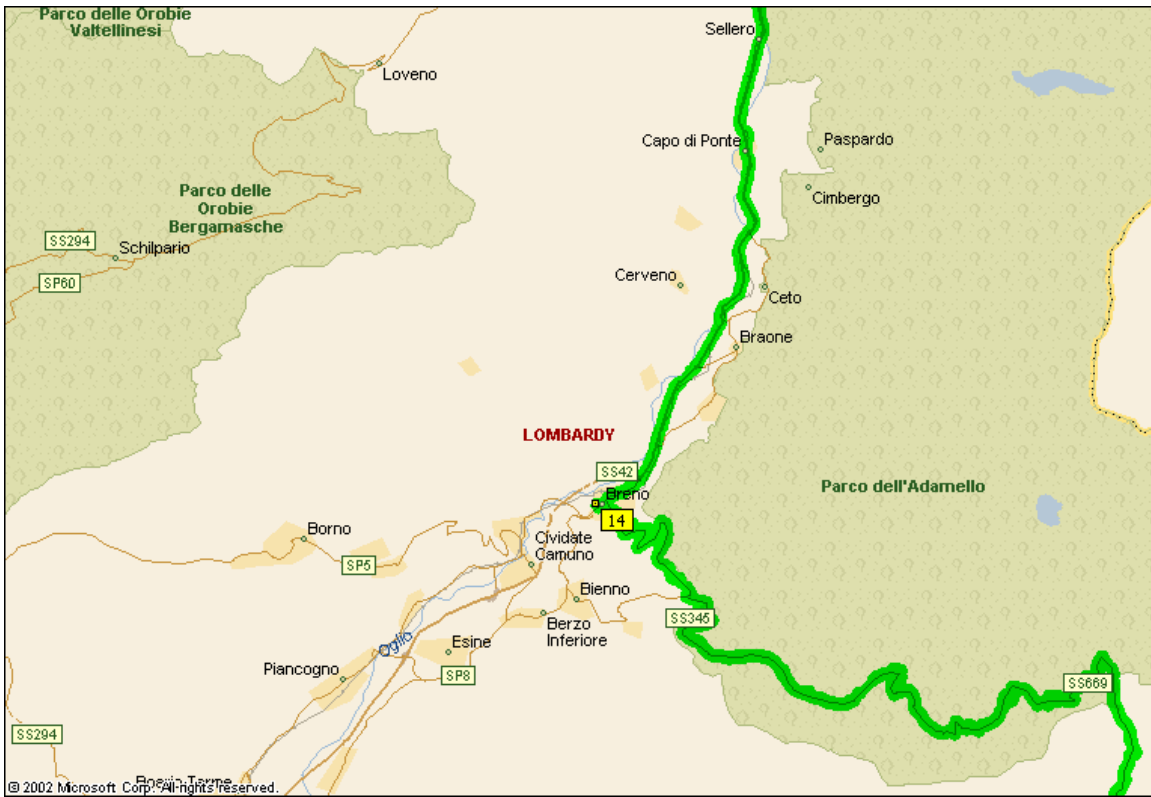 Parco delle Orobie
Valtellinesi
Sellero
Loveno
Capo di Ponte
Paspardo
Parco delle
Orobie
Bergamasche
Cimbergo
SS294
Schilpario
SP60
Cerveno
Ceto
Braone
LOMBARDY
SS42
Breno
Parco dell'Adamello
14
Borno
Cividate
Camuno
SP5
Bienno
SS345
Berzo
Inferiore
Oglio
Esine
Piancogno
SP8
SS669
SS294
Terme
© 2002 Microsoft Corp. All rights reserved.